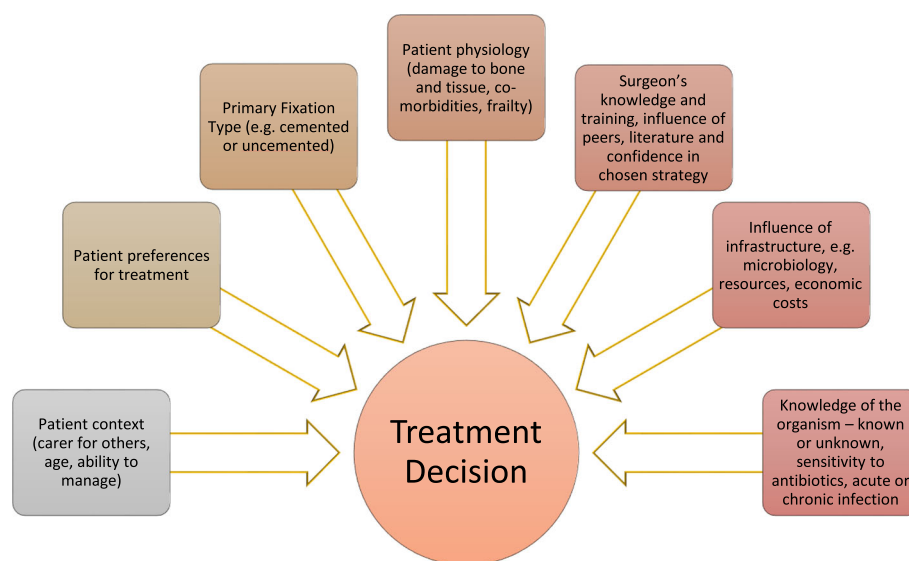 Patient physiology
(damage to bone
and tissue, co-
morbidities, frailty)
Primary Fixation
Type (e.g. cemented
or uncemented)
Surgeon’s
knowledge and
training, influence of
peers, literature and
confidence in
chosen strategy
Patient preferences
for treatment
Influence of
infrastructure, e.g.
microbiology,
resources, economic
costs
Patient context
(carer for others,
age, ability to
manage)
Treatment
Decision
Knowledge of the
organism – known
or unknown,
sensitivity to
antibiotics, acute or
chronic infection